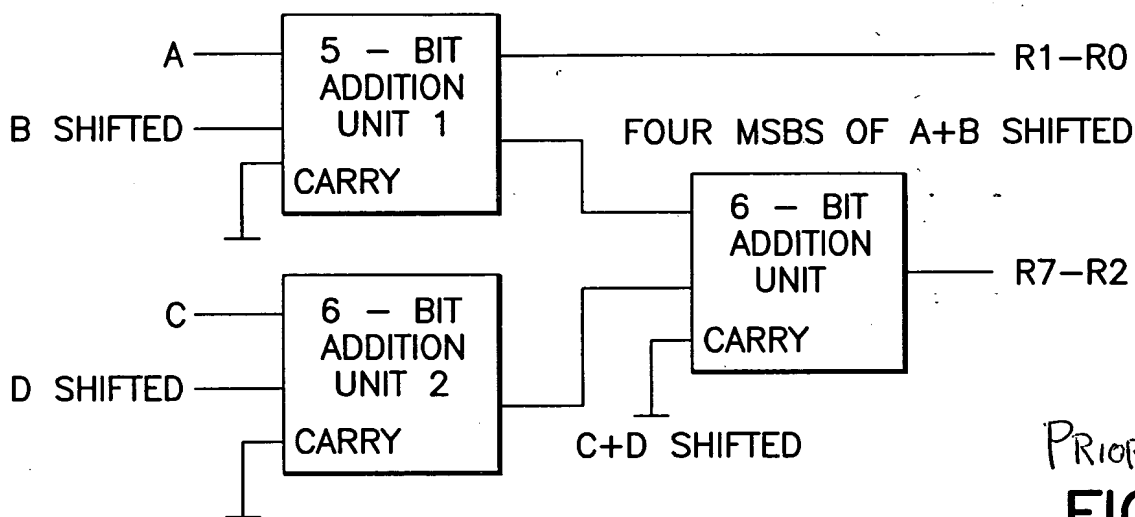 A
B SHIFTED
5 - BIT
ADDITION
UNIT 1
CARRY
R1-R0
FOUR MSBS OF A+B SHIFTED
6 - BIT
ADDITION
UNIT
CARRY
R7-R2
C
D SHIFTED
6 - BIT
ADDITION
UNIT 2
CARRY
C+D SHIFTED